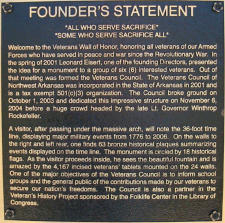 FOUNDER'S STATEMENT
"ALL WHO SERVE SACRIFICE"
"SOME WHO SERVE SACRIFICE ALL"
Welcome to the Veterans Wall of Honor, honoring all veterans of our Armed
Forces who have served in peace and war since the Revolutionary War. In
the spring of 2001 Leonard Eisert, one of the founding Directors, presented
the idea for a monument to a group of six (6) interested veterans. Out of
that meeting was formed the Veterans Council. The Veterans Council of
Northwest Arkansas was incorporated in the State of Arkansas in 2001 and
is a tax exempt 501(c)(3) organization. The Council broke ground on
October 1, 2003 and dedicated this impressive structure on November 6,
2004 before a huge crowd headed by the late Lt. Governor Winthrop
Rockefeller.
A visitor, after passing under the massive arch, will note the 36-foot time
line, displaying major military events from 1776 to 2006. On the walls to
the right and left rear, one finds 63 bronze historical plaques summarizing
events displayed on the time line. The monument is circled by 18 historical
flags. As the visitor proceeds inside, he sees the beautiful fountain and is
amazed by the 4,167 incised veterans' tablets mounted on the 24 walls.
One of the major objectives of the Veterans Council is to inform school
groups and the general public of the contributions made by our veterans to
secure our nation's freedoms. The Council is also a partner in the
Veteran's History Project sponsored by the Folklife Center in the Library of
Congress.